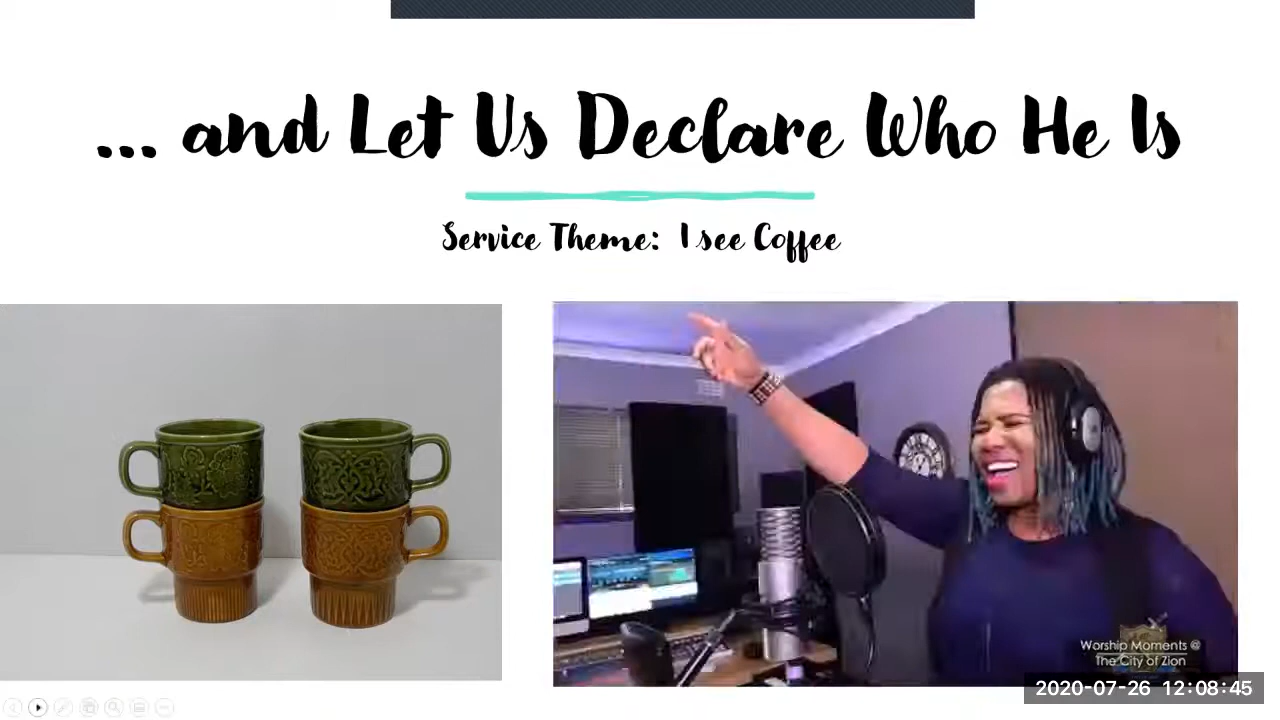 ... and Let Us Declare Who He Is
Service Theme: I see Coffee
Worship Moments @
The City of Zion
2020-07-26 12:08:45